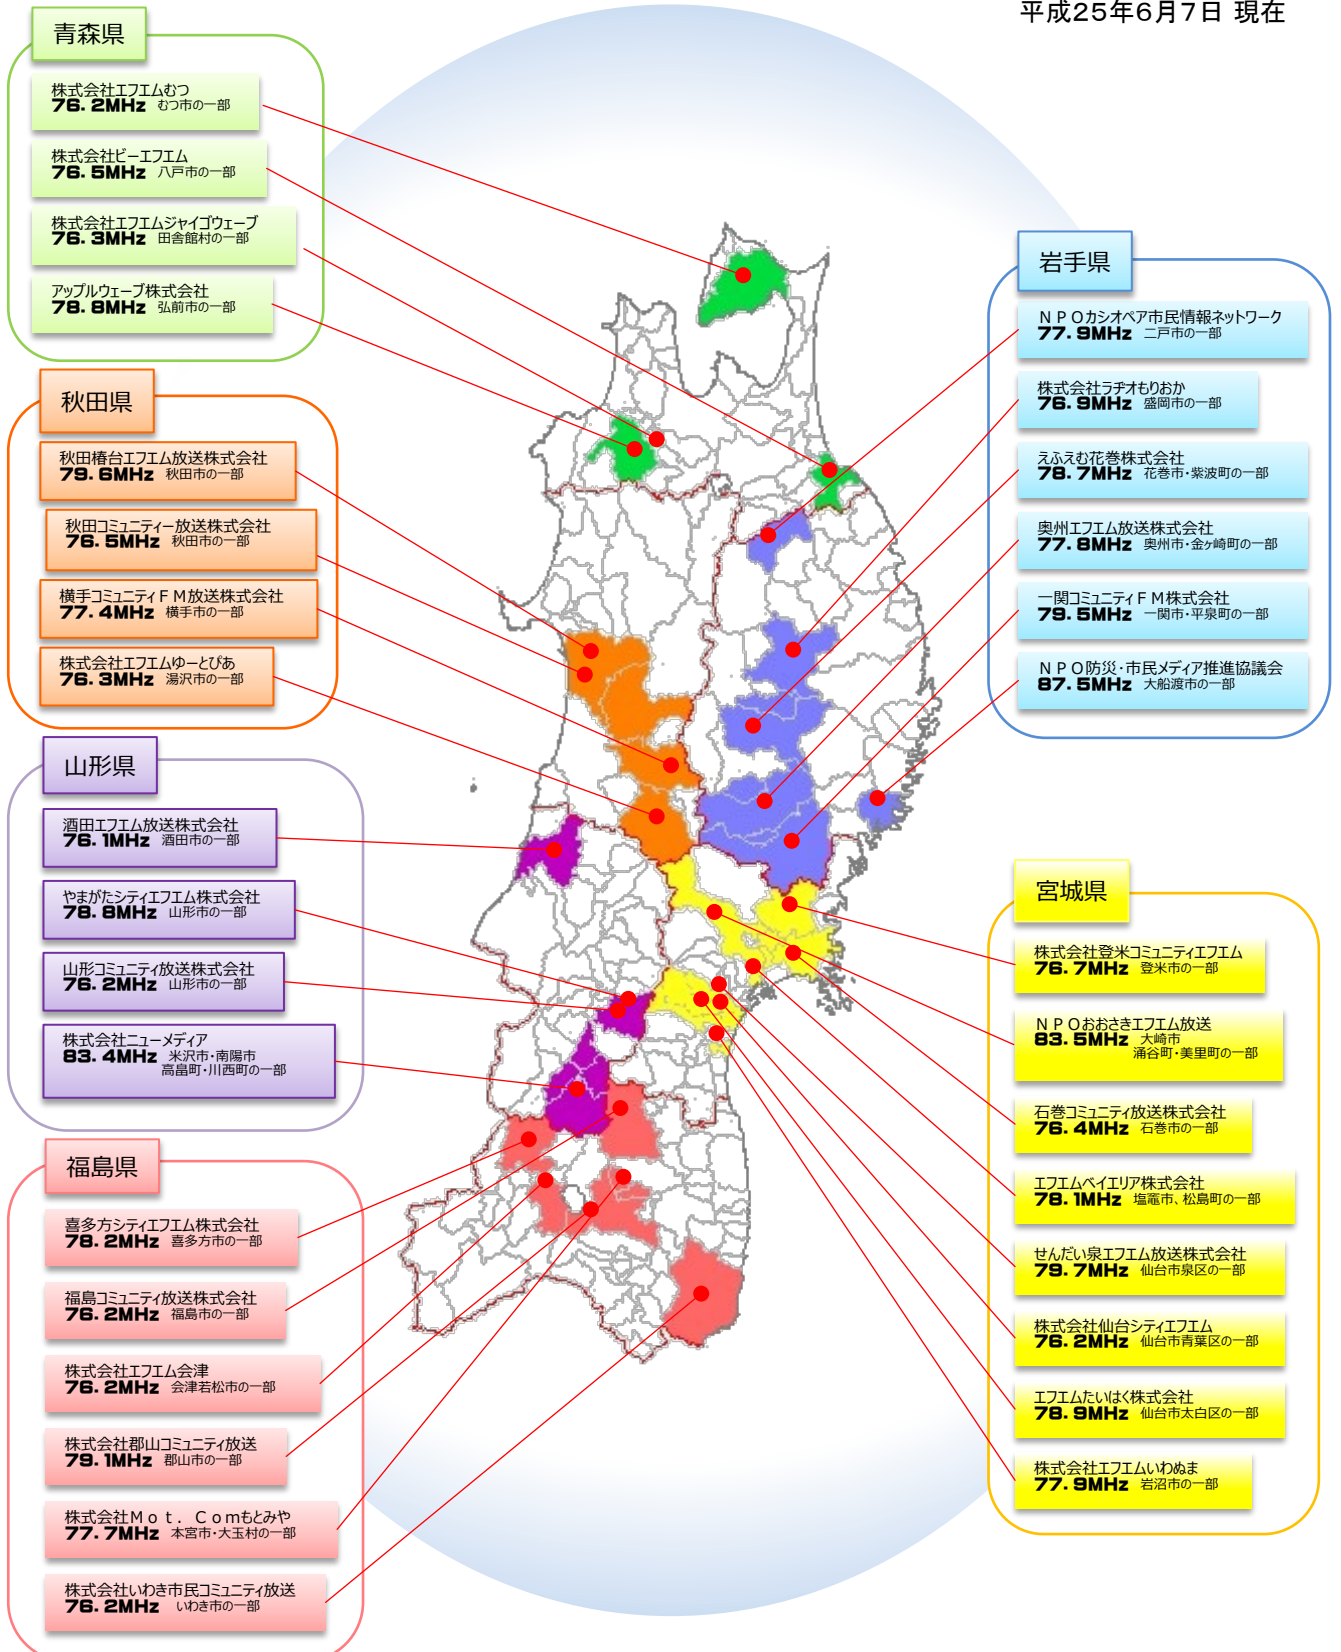 平成25年6月7日 現在
青森県
株式会社エフエムむつ
76.2MHz むつ市の一部
株式会社ビーエフエム
76.5MHz 八戸市の一部
株式会社エフエムジャイゴウェーブ
76.3MHz 田舎館村の一部
アップルウェーブ株式会社
78.8MHz 弘前市の一部
秋田県
秋田椿台エフエム放送株式会社
79.6MHz 秋田市の一部
秋田コミュニティー放送株式会社
76.5MHz 秋田市の一部
横手コミュニティFM放送株式会社
77.4MHz 横手市の一部
株式会社エフエムゆーとぴあ
76.3MHz 湯沢市の一部
山形県
酒田エフエム放送株式会社
76.1MHz 酒田市の一部
やまがたシティエフエム株式会社
78.8MHz 山形市の一部
山形コミュニティ放送株式会社
76.2MHz 山形市の一部
株式会社ニューメディア
83.4MHz 米沢市・南陽市
高畠町・川西町の一部
福島県
喜多方シティエフエム株式会社
78.2MHz 喜多方市の一部
福島コミュニティ放送株式会社
76.2MHz 福島市の一部
株式会社エフエム会津
76.2MHz 会津若松市の一部
株式会社郡山コミュニティ放送
79.1MHz 郡山市の一部
株式会社Mot.Comもとみや
77.7MHz 本宮市・大玉村の一部
株式会社いわき市民コミュニティ放送
76.2MHz いわき市の一部
岩手県
NPOカシオペア市民情報ネットワーク
77.9MHz 二戸市の一部
株式会社ラヂオもりおか
76.9MHz 盛岡市の一部
えふえむ花巻株式会社
78.7MHz 花巻市・紫波町の一部
奥州エフエム放送株式会社
77.8MHz 奥州市・金ヶ崎町の一部
一関コミュニティFM株式会社
79.5MHz 一関市・平泉町の一部
NPO防災・市民メディア推進協議会
87.5MHz 大船渡市の一部
宮城県
株式会社登米コミュニティエフエム
76.7MHz 登米市の一部
NPOおおさきエフエム放送
83.5MHz 大崎市
涌谷町・美里町の一部
石巻コミュニティ放送株式会社
76.4MHz 石巻市の一部
エフエムベイエリア株式会社
78.1MHz 塩竈市、松島町の一部
せんだい泉エフエム放送株式会社
79.7MHz 仙台市泉区の一部
株式会社仙台シティエフエム
76.2MHz 仙台市青葉区の一部
エフエムたいはく株式会社
78.9MHz 仙台市太白区の一部
株式会社エフエムいわぬま
77.9MHz 岩沼市の一部